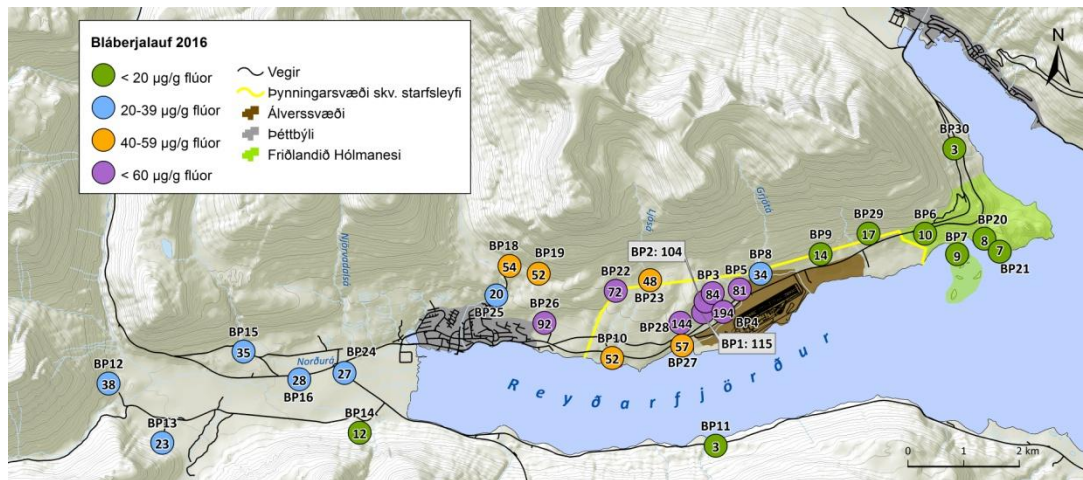 Bláberjalauf 2016
< 20 µg/g flúor
20-39 µg/g flúor
40-59 µg/g flúor
< 60 µg/g flúor
Vegir
Þynningarsvæði skv. starfsleyfi
Álverssvæði
Þéttbýli
Friðlandið Hólmanesi
N
BP30
3
BP29
17
BP6
10
BP20
8
BP7
9
7
BP21
BP9
14
Grjótá
BP8
34
Ljósá
BP2: 104
BP5
81
BP3
84
BP22
72
48
BP23
BP18
54
BP19
52
20
BP25
BP26
92
BP28
144
194
BP4
BP1: 115
57
BP27
BP10
52
Njörvadalsá
BP15
35
BP24
27
Norðurá
28
BP16
BP12
38
BP13
23
BP14
12
BP11
3
Reyðarfjörður
0 1 2 km